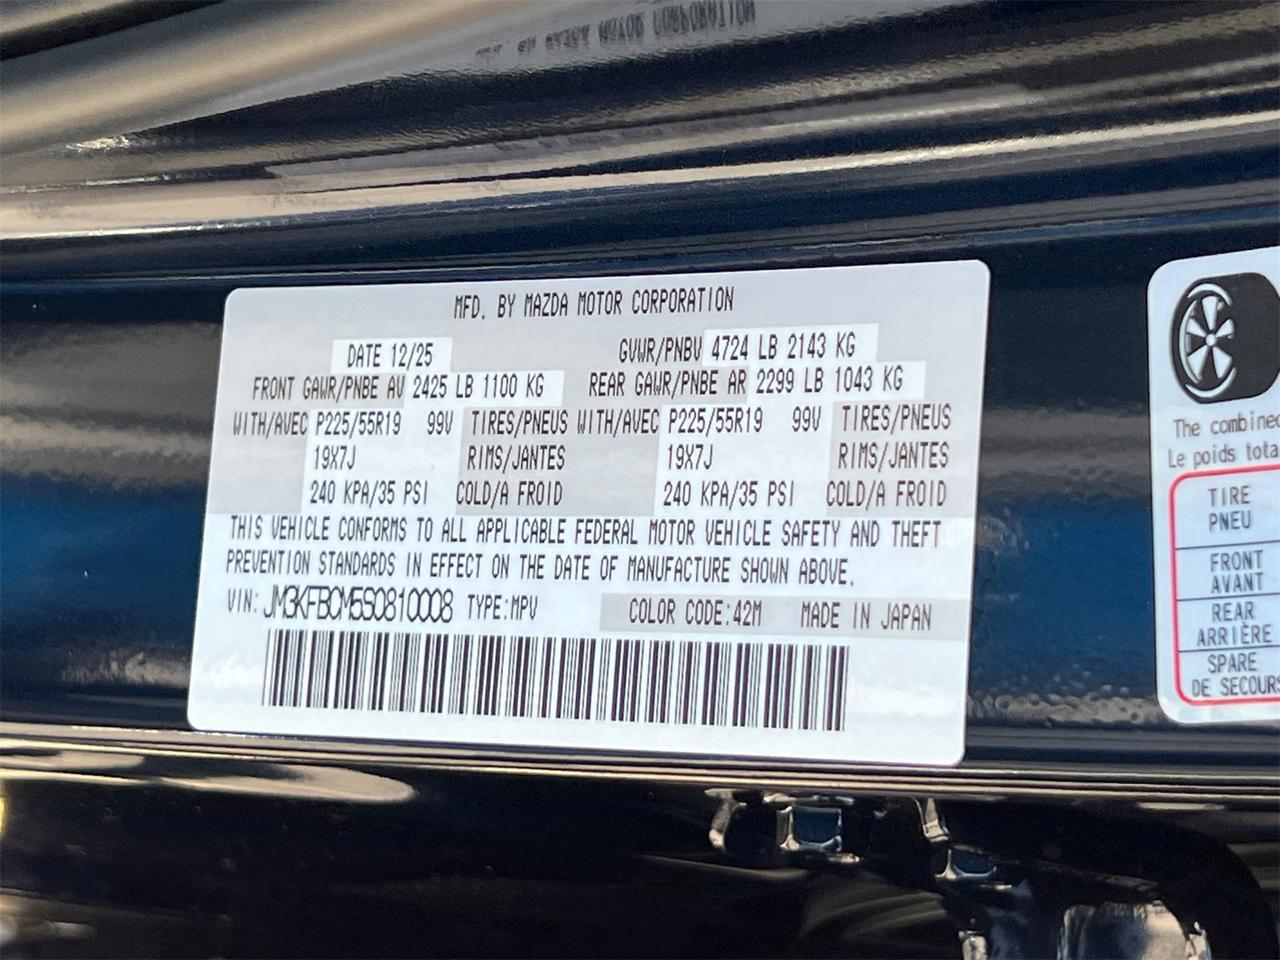 MFD. BY MAZDA MOTOR CORPORATION
DATE 12/25 GVWR/PNBV 4724 LB 2143 KG
FRONT GAWR/PNBE AV 2425 LB 1100 KG REAR GAWR/PNBE AR 2299 LB 1043 KG
WITH/AVEC P225/55R19 99V TIRES/PNEUS WITH/AVEC P225/55R19 99V TIRES/PNEUS
19X7J RIMS/JANTES 19X7J RIMS/JANTES
240 KPA/35 PSI COLD/A FROID 240 KPA/35 PSI COLD/A FROID
THIS VEHICLE CONFORMS TO ALL APPLICABLE FEDERAL MOTOR VEHICLE SAFETY AND THEFT
PREVENTION STANDARDS IN EFFECT ON THE DATE OF MANUFACTURE SHOWN ABOVE.
VIN: JM3KFBCM5S0810008 TYPE:MPV COLOR CODE:42M MADE IN JAPAN
The combined
Le poids tota
TIRE
PNEU
FRONT
AVANT
REAR
ARRIÈRE
SPARE
DE SECOURS